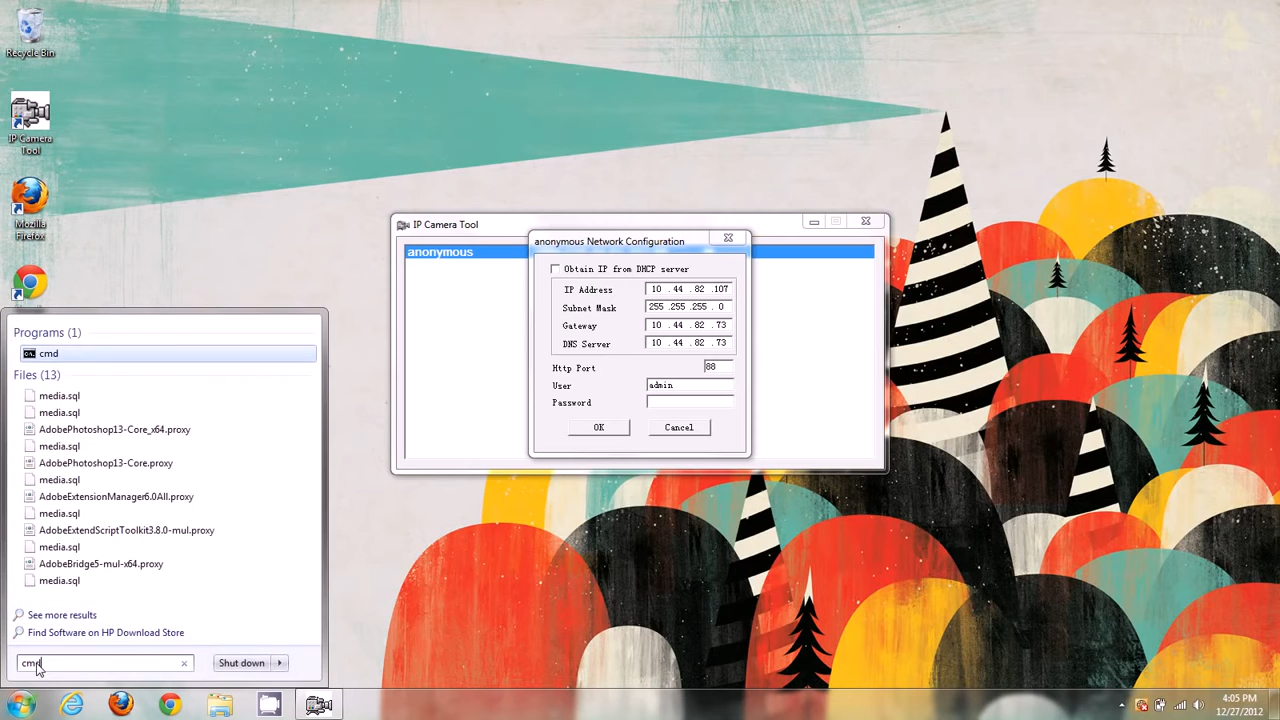 Recycle Bin
IP Camera
Tool
Mozilla
Firefox
IP Camera Tool
anonymous
anonymous Network Configuration
Obtain IP from DHCP server
IP Address 10 . 44 . 82 .107
Subnet Mask 255 .255 .255 . 0
Gateway 10 . 44 . 82 . 73
DNS Server 10 . 44 . 82 . 73
Http Port 88
User admin
Password
OK Cancel
Programs (1)
cmd
Files (13)
media.sql
media.sql
AdobePhotoshop13-Core_x64.proxy
media.sql
AdobePhotoshop13-Core.proxy
media.sql
AdobeExtensionManager6.0All.proxy
media.sql
AdobeExtendScriptToolkit3.8.0-mul.proxy
media.sql
AdobeBridge5-mul-x64.proxy
media.sql
See more results
Find Software on HP Download Store
cmd
Shut down
4:05 PM
12/27/2012